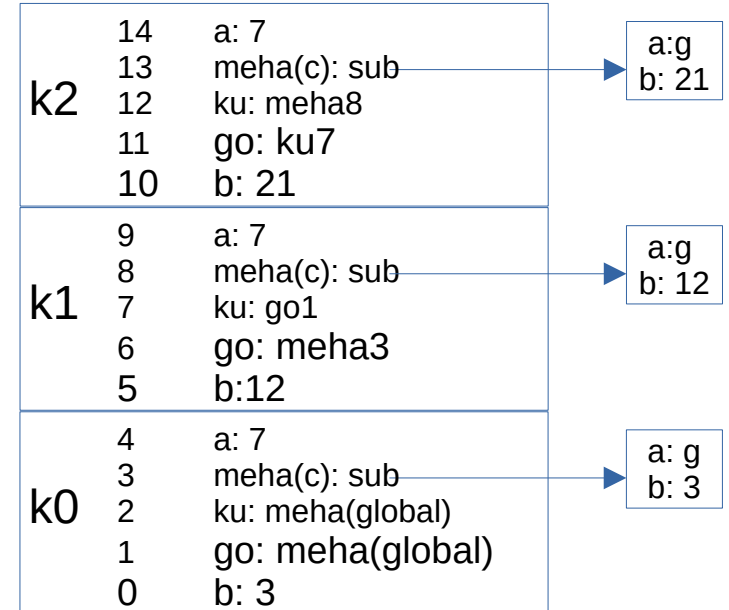 14 a: 7
13 meha(c): sub
k2
12 ku: meha8
11 go: ku7
10 b: 21
a:g
b: 21
9 a: 7
8 meha(c): sub
k1
7 ku: go1
6 go: meha3
5 b:12
a:g
b: 12
4 a: 7
3 meha(c): sub
k0
2 ku: meha(global)
1 go: meha(global)
0 b: 3
a: g
b: 3